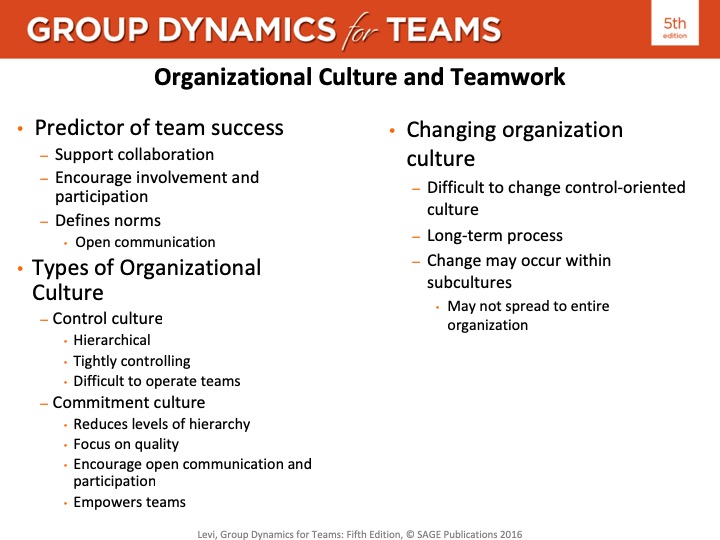 GROUP DYNAMICS for TEAMS
5th
edition
Organizational Culture and Teamwork
• Predictor of team success
– Support collaboration
– Encourage involvement and
participation
– Defines norms
• Open communication
• Types of Organizational
Culture
– Control culture
• Hierarchical
• Tightly controlling
• Difficult to operate teams
– Commitment culture
• Reduces levels of hierarchy
• Focus on quality
• Encourage open communication and
participation
• Empowers teams
• Changing organization
culture
– Difficult to change control-oriented
culture
– Long-term process
– Change may occur within
subcultures
• May not spread to entire
organization
Levi, Group Dynamics for Teams: Fifth Edition, © SAGE Publications 2016